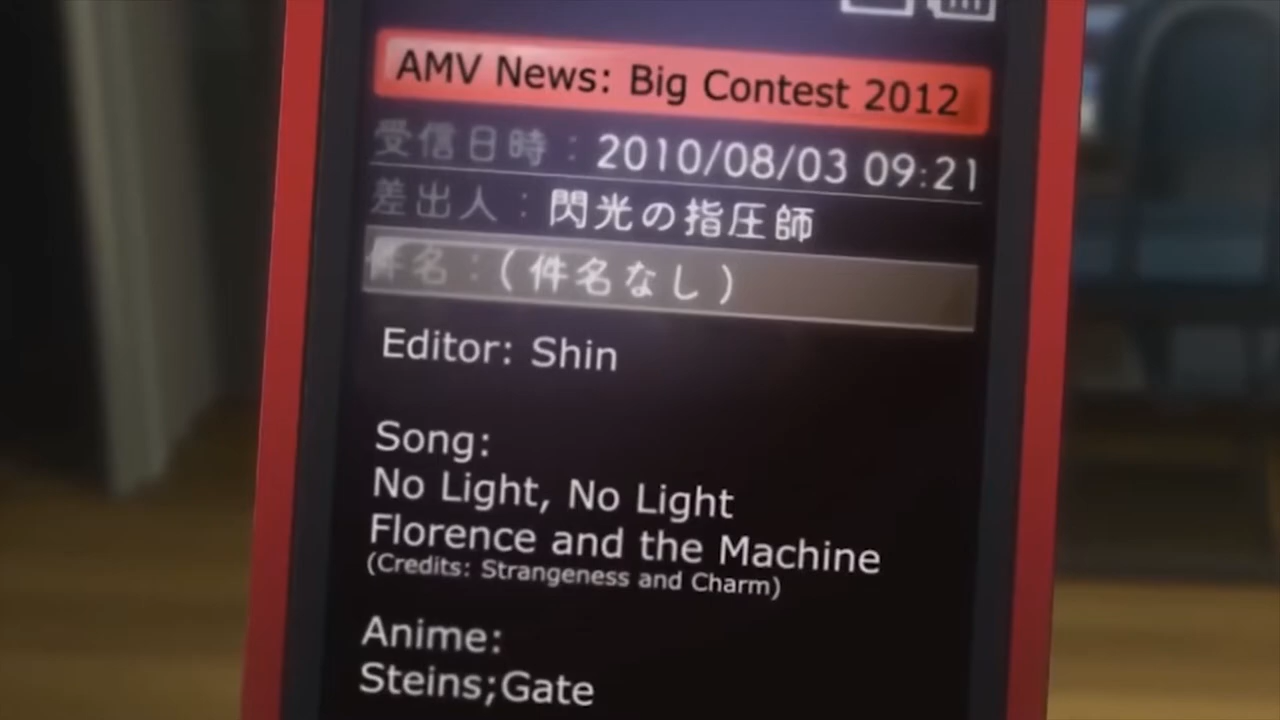 AMV News: Big Contest 2012
受信日時：2010/08/03 09:21
差出人：閃光の指圧師
件名：(件名なし)
Editor: Shin
Song:
No Light, No Light
Florence and the Machine
(Credits: Strangeness and Charm)
Anime:
Steins;Gate